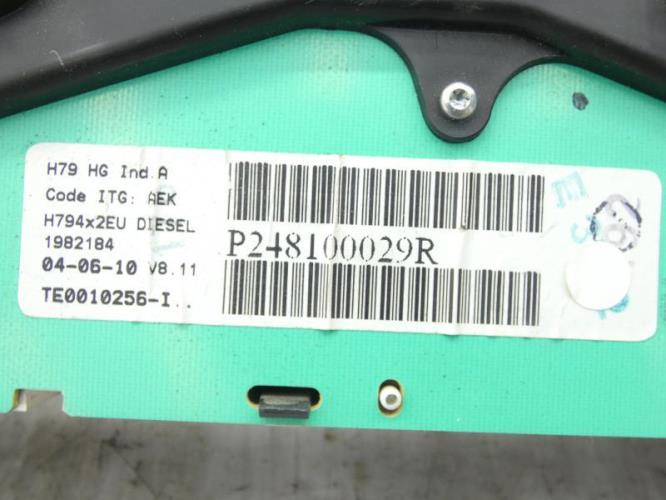 H79 HG Ind.A
Code ITG: AEK
H794x2EU DIESEL
1982184
04-06-10 V8.11
TE0010256-I..
P248100029R